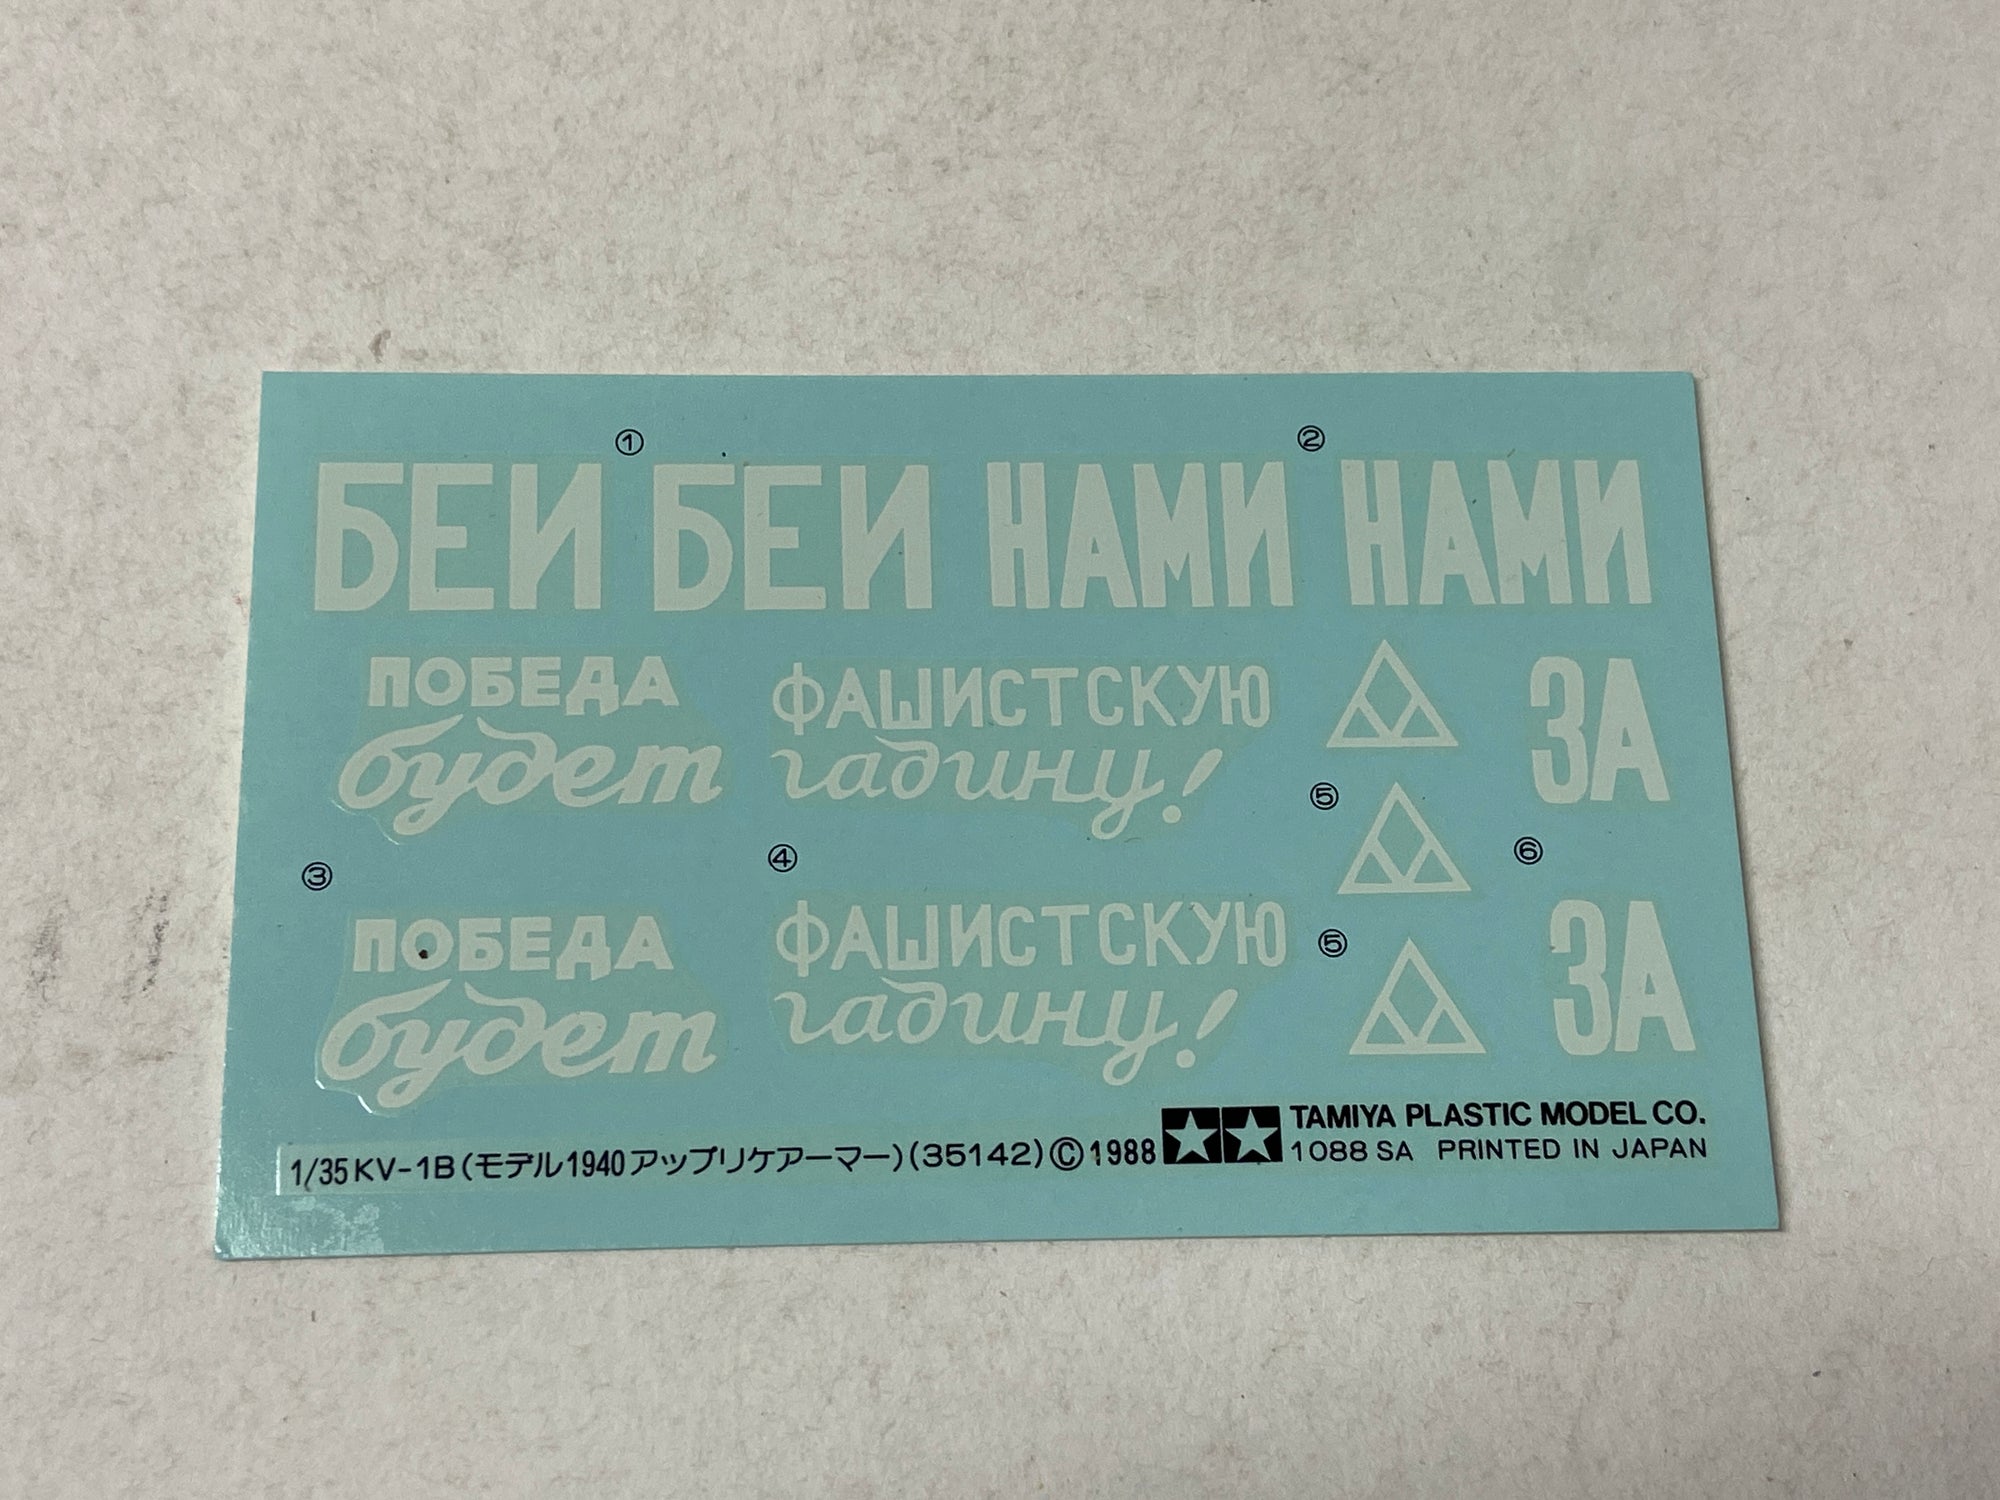 ① ②
БЕИ БЕИ НАМИ НАМИ
ПОБЕДА
будет
ФАШИСТСКУЮ
гадину!
ЗА
③ ④ ⑤ ⑥
ПОБЕДА
будет
ФАШИСТСКУЮ
гадину!
⑤
ЗА
TAMIYA PLASTIC MODEL CO.
1/35 KV-1B (モデル1940アップリケアーマー) (35142) ©1988
1088 SA PRINTED IN JAPAN